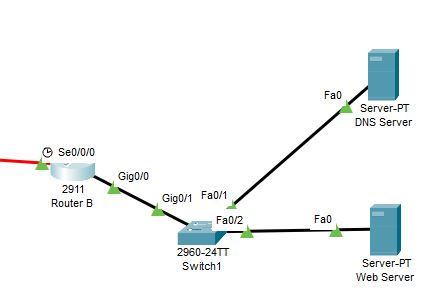 Fa0
Server-PT
DNS Server
Se0/0/0
Gig0/0
2911
Router B
Gig0/1
Fa0/1
Fa0/2
Fa0
2960-24TT
Switch1
Server-PT
Web Server